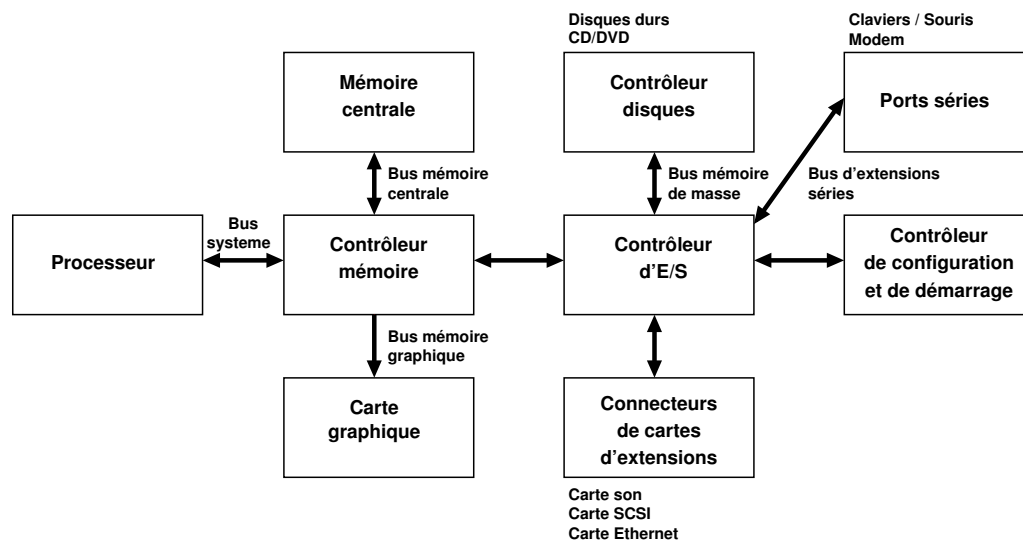 Disques durs
CD/DVD
Claviers / Souris
Modem
Mémoire
centrale
Contrôleur
disques
Ports séries
Bus mémoire
centrale
Bus mémoire
de masse
Bus d'extensions
séries
Bus
systeme
Processeur
Contrôleur
mémoire
Contrôleur
d'E/S
Contrôleur
de configuration
et de démarrage
Bus mémoire
graphique
Carte
graphique
Connecteurs
de cartes
d'extensions
Carte son
Carte SCSI
Carte Ethernet